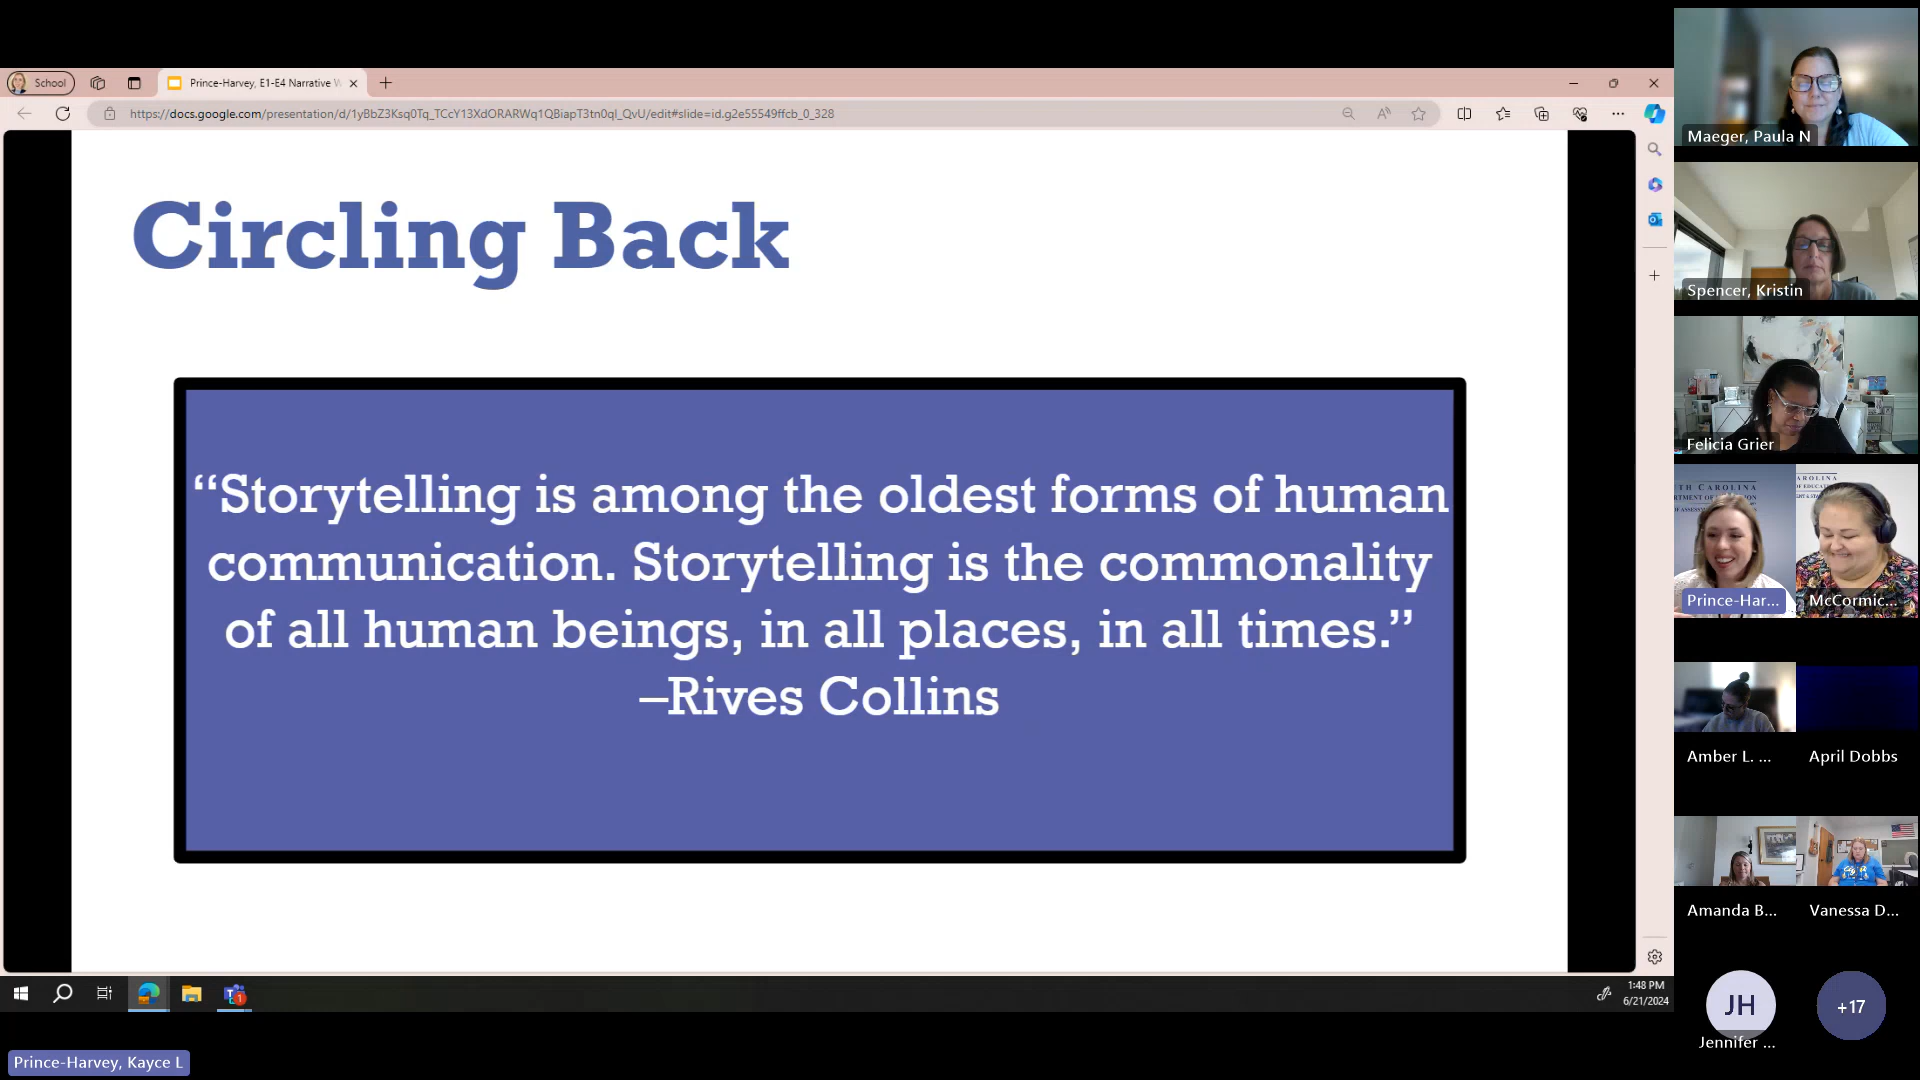 School
Prince-Harvey, E1-E4 Narrative W
https://docs.google.com/presentation/d/1yBbZ3Ksq0Tq_TCcY13XdORARWq1QBiapT3tn0ql_QvU/edit#slide=id.g2e55549ffcb_0_328
Circling Back
“Storytelling is among the oldest forms of human
communication. Storytelling is the commonality
of all human beings, in all places, in all times.”
–Rives Collins
1:48 PM
6/21/2024
Prince-Harvey, Kayce L
Maeger, Paula N
Spencer, Kristin
Felicia Grier
TH CAROLINA
AROLINA
Prince-Har...
McCormic...
Amber L. ...
April Dobbs
Amanda B...
Vanessa D...
JH
+17
Jennifer ...